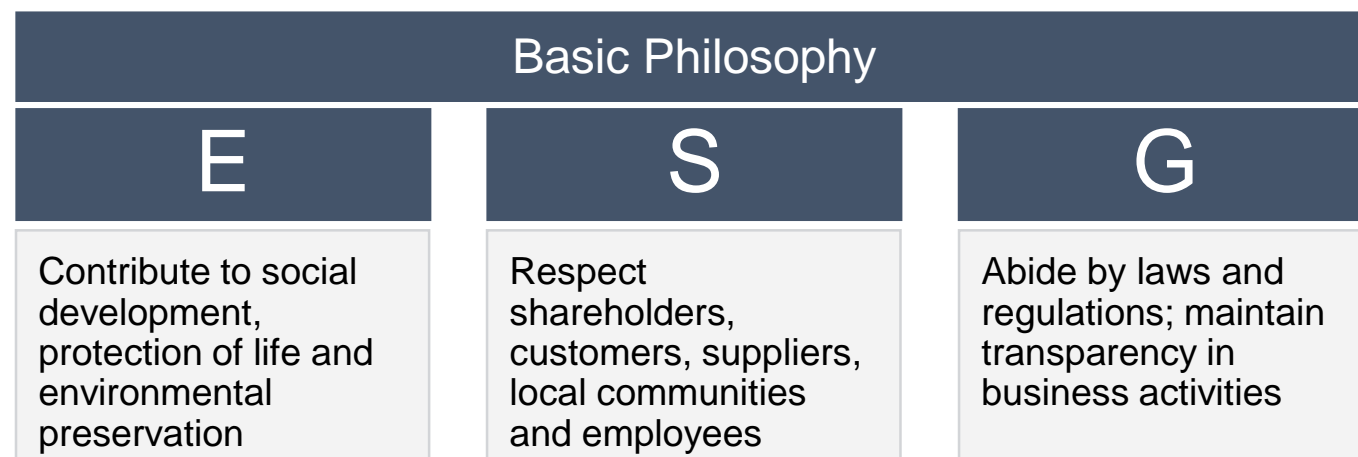 Basic Philosophy
E
Contribute to social
development,
protection of life and
environmental
preservation
S
Respect
shareholders,
customers, suppliers,
local communities
and employees
G
Abide by laws and
regulations; maintain
transparency in
business activities